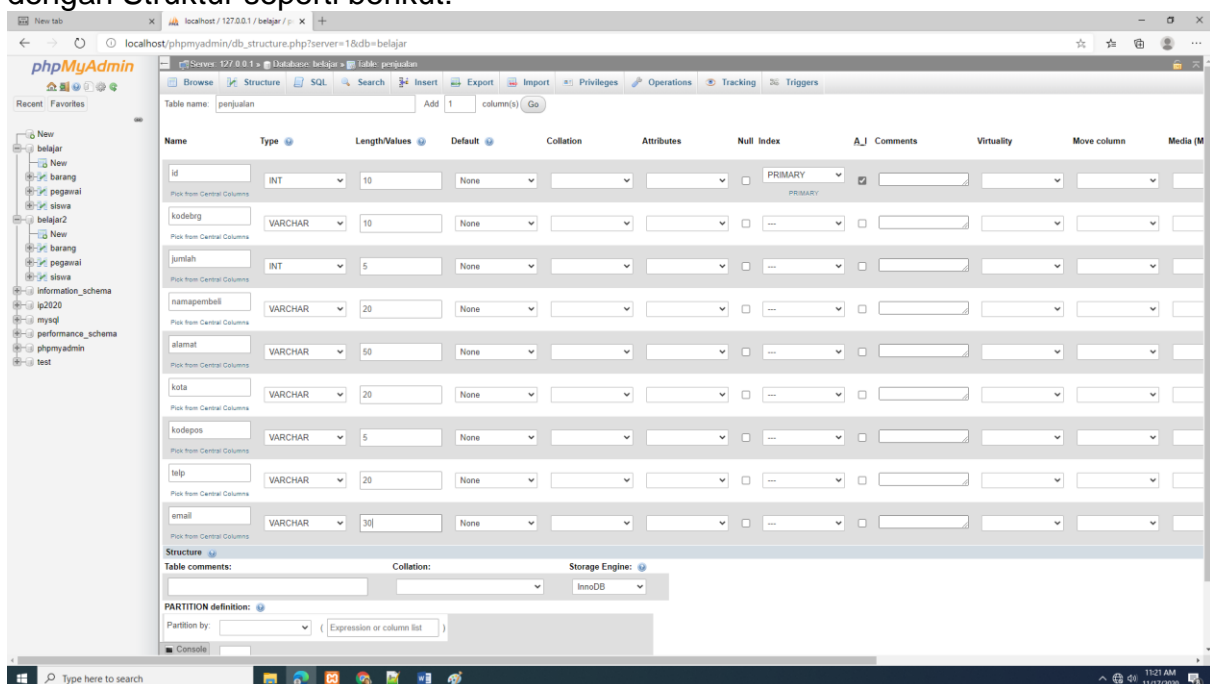 dengan Struktur seperti berikut:
New tab
localhost / 127.0.0.1 / belajar / p
localhost/phpmyadmin/db_structure.php?server=1&db=belajar
phpMyAdmin
Recent Favorites
New
belajar
New
barang
pegawai
siswa
belajar2
New
barang
pegawai
siswa
information_schema
ip2020
mysql
performance_schema
phpmyadmin
test
Server: 127.0.0.1 » Database: belajar » Table: penjualan
Browse Structure SQL Search Insert Export Import Privileges Operations Tracking Triggers
Table name: penjualan Add 1 column(s) Go
Name Type Length/Values Default Collation Attributes Null Index A_I Comments Virtuality Move column Media (M
id INT 10 None PRIMARY
Pick from Central Columns PRIMARY
kodebrg VARCHAR 10 None ---
Pick from Central Columns
jumlah INT 5 None ---
Pick from Central Columns
namapembeli VARCHAR 20 None ---
Pick from Central Columns
alamat VARCHAR 50 None ---
Pick from Central Columns
kota VARCHAR 20 None ---
Pick from Central Columns
kodepos VARCHAR 5 None ---
Pick from Central Columns
telp VARCHAR 20 None ---
Pick from Central Columns
email VARCHAR 30 None ---
Pick from Central Columns
Structure
Table comments: Collation: Storage Engine:
InnoDB
PARTITION definition:
Partition by: ( Expression or column list )
Console
Type here to search
11:21 AM
11/17/2020